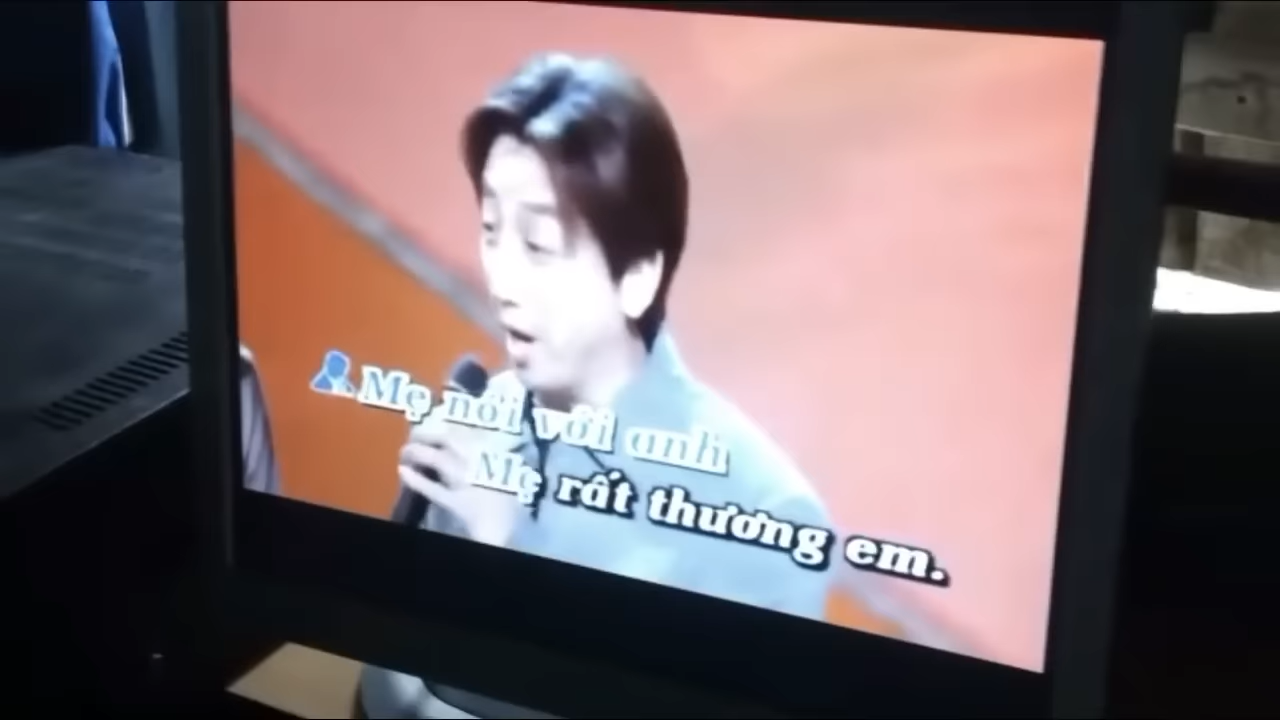 Mẹ nói với anh
Mẹ rất thương em.